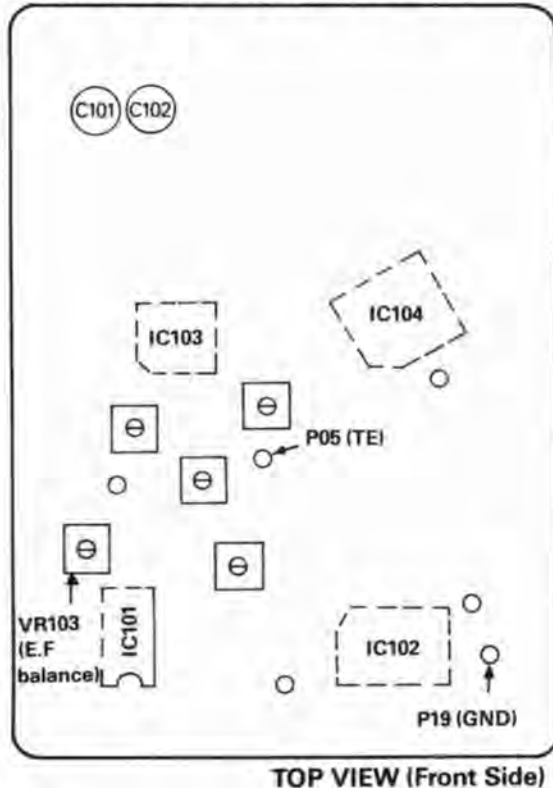 C101 C102
IC104
IC103
P05 (TE)
VR103
(E.F
balance)
IC101
IC102
P19 (GND)
TOP VIEW (Front Side)